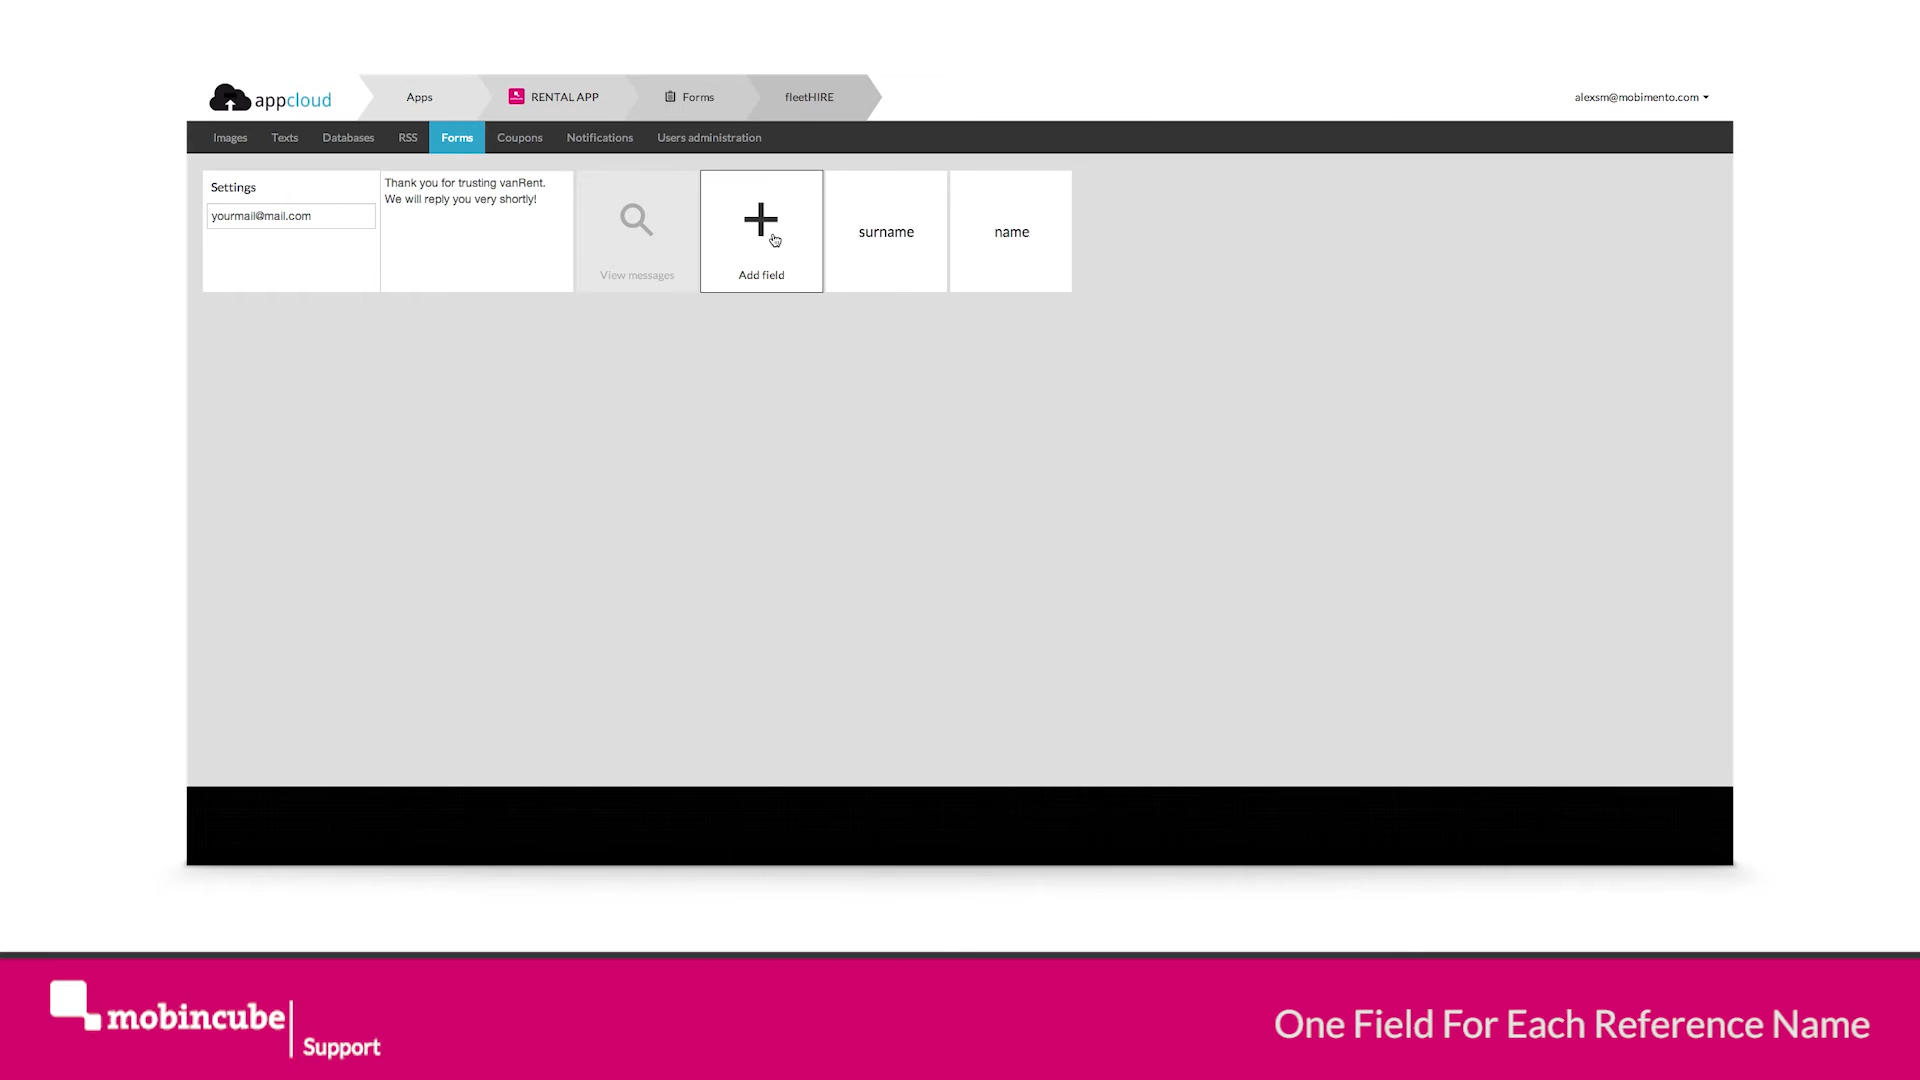 appcloud
Apps
RENTAL APP
Forms
fleetHIRE
alexsm@mobimento.com
Images
Texts
Databases
RSS
Forms
Coupons
Notifications
Users administration
Settings
yourmail@mail.com
Thank you for trusting vanRent.
We will reply you very shortly!
View messages
Add field
surname
name
mobincube
Support
One Field For Each Reference Name